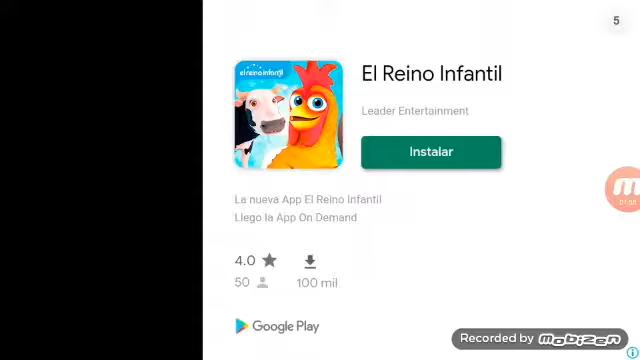 5
el reino infantil
El Reino Infantil
Leader Entertainment
Instalar
La nueva App El Reino Infantil
Llego la App On Demand
4.0
50
100 mil
Google Play
01:58
Recorded by MOBIZEN